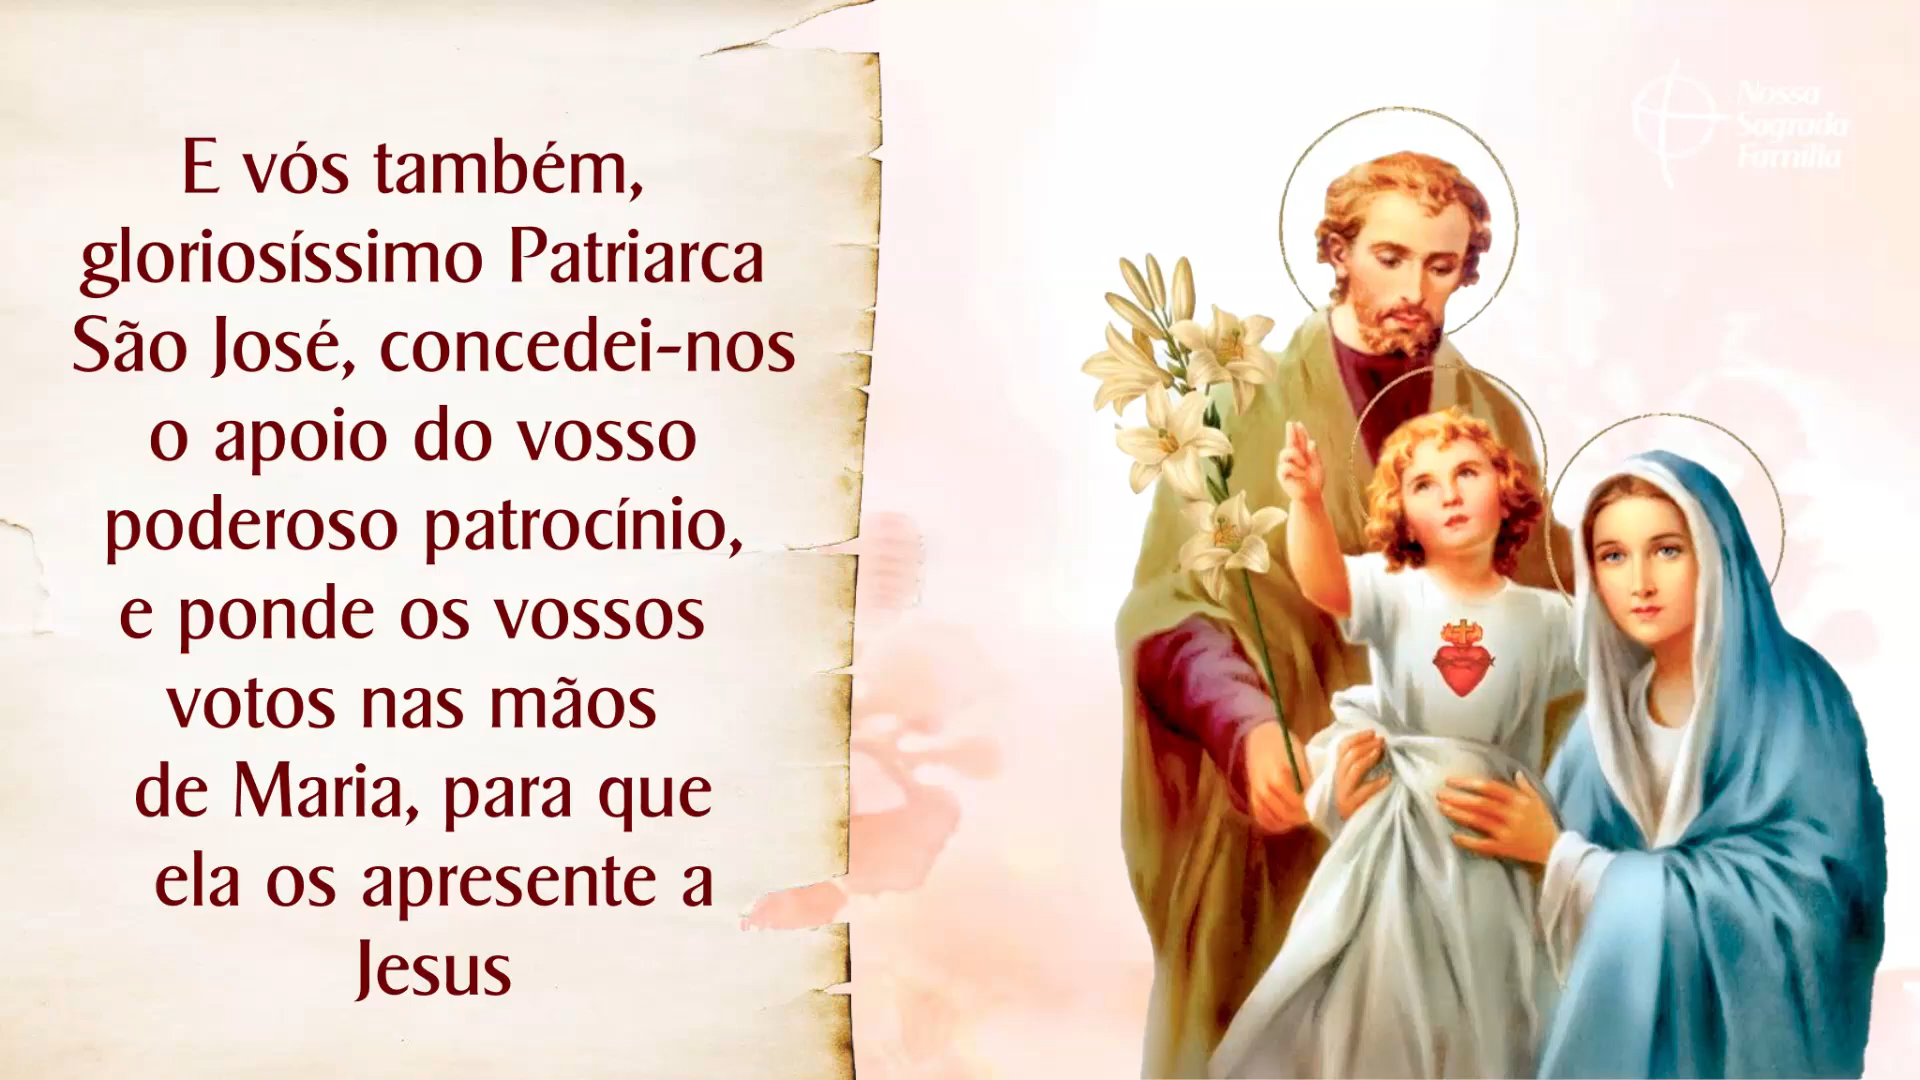 E vós também,
gloriosíssimo Patriarca
São José, concedei-nos
o apoio do vosso
poderoso patrocínio,
e ponde os vossos
votos nas mãos
de Maria, para que
ela os apresente a
Jesus
Nossa
Sagrada
Família